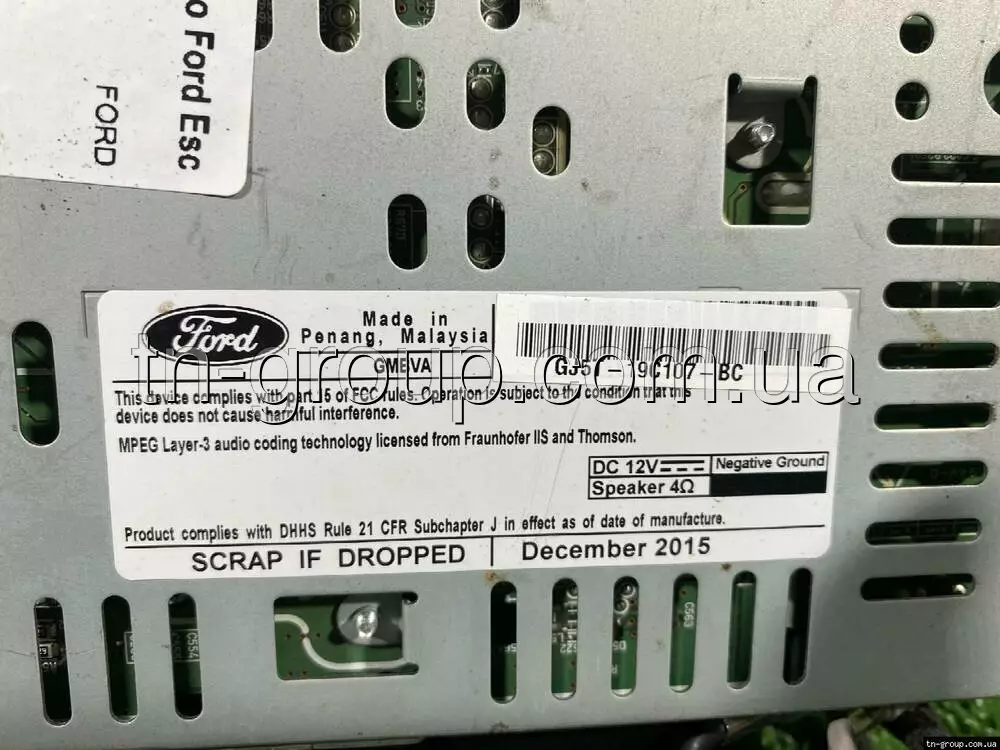 o Ford Esc
FORD
Ford
Made in
Penang, Malaysia
GMEVA
GJ5T-19C107-BC
This device complies with part 15 of FCC rules. Operation is subject to the condition that this
device does not cause harmful interference.
MPEG Layer-3 audio coding technology licensed from Fraunhofer IIS and Thomson.
DC 12V
Negative Ground
Speaker 4Ω
Product complies with DHHS Rule 21 CFR Subchapter J in effect as of date of manufacture.
SCRAP IF DROPPED
December 2015
tn-group.com.ua
C554
C563
tn-group.com.ua